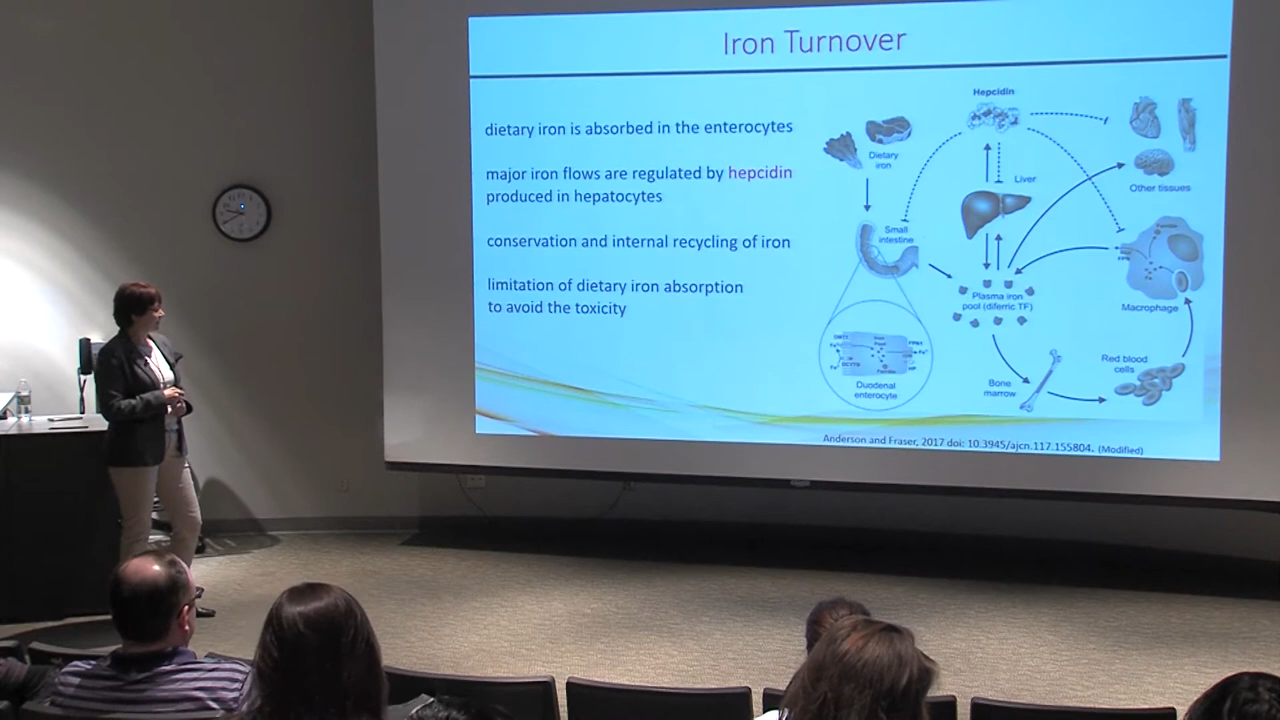 Iron Turnover
dietary iron is absorbed in the enterocytes
major iron flows are regulated by hepcidin
produced in hepatocytes
conservation and internal recycling of iron
limitation of dietary iron absorption
to avoid the toxicity
Hepcidin
Dietary
iron
Liver
Other tissues
Small
intestine
Plasma iron
pool (diferric TF)
Macrophage
Duodenal
enterocyte
Bone
marrow
Red blood
cells
Anderson and Fraser, 2017 doi: 10.3945/ajcn.117.155804. (Modified)